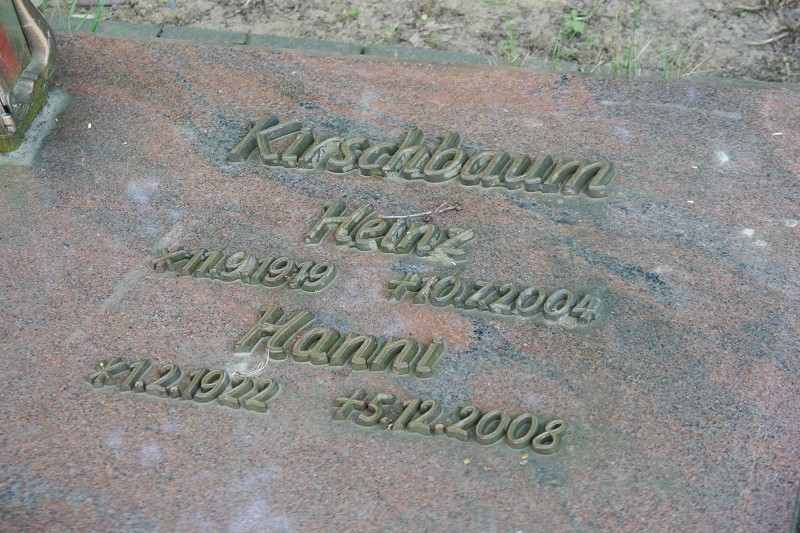 Kirschbaum
Heinz
*11.9.1919 +10.7.2004
Hanni
*1.2.1922 +5.12.2008